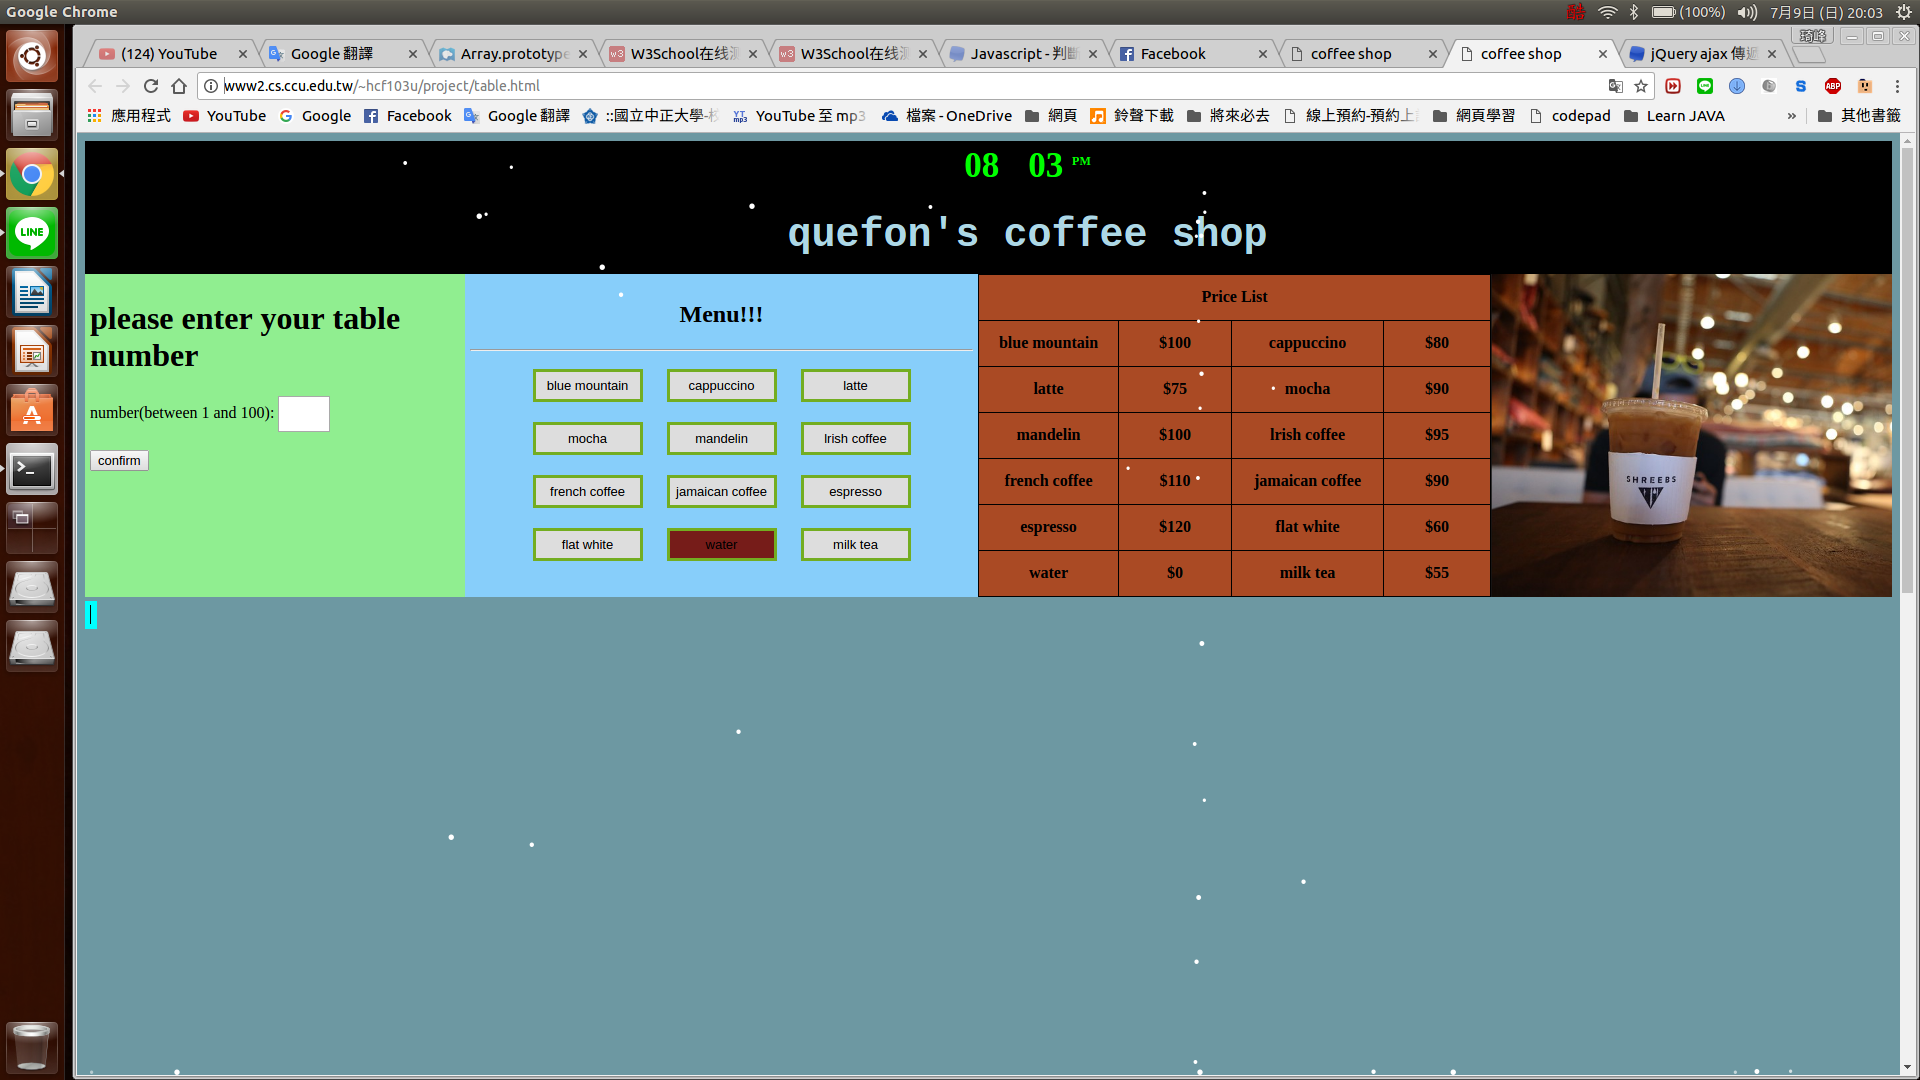 Google Chrome
(100%)
7月9日 (日) 20:03
(124) YouTube
Google 翻譯
Array.prototype
W3School在线
W3School在线
Javascript - 判
Facebook
coffee shop
coffee shop
jQuery ajax 傳
琦峰
www2.cs.ccu.edu.tw/~hcf103u/project/table.html
應用程式
YouTube
Google
Facebook
Google 翻譯
::國立中正大學-
YouTube 至 mp3
檔案 - OneDrive
網頁
鈴聲下載
將來必去
線上預約-預約上
網頁學習
codepad
Learn JAVA
»
其他書籤
08 03 PM
quefon's coffee shop
please enter your table
number
number(between 1 and 100):
confirm
Menu!!!
blue mountain cappuccino latte
mocha mandelin lrish coffee
french coffee jamaican coffee espresso
flat white water milk tea
Price List
blue mountain $100 cappuccino $80
latte $75 mocha $90
mandelin $100 lrish coffee $95
french coffee $110 jamaican coffee $90
espresso $120 flat white $60
water $0 milk tea $55
SHREEBS
LINE
ABP